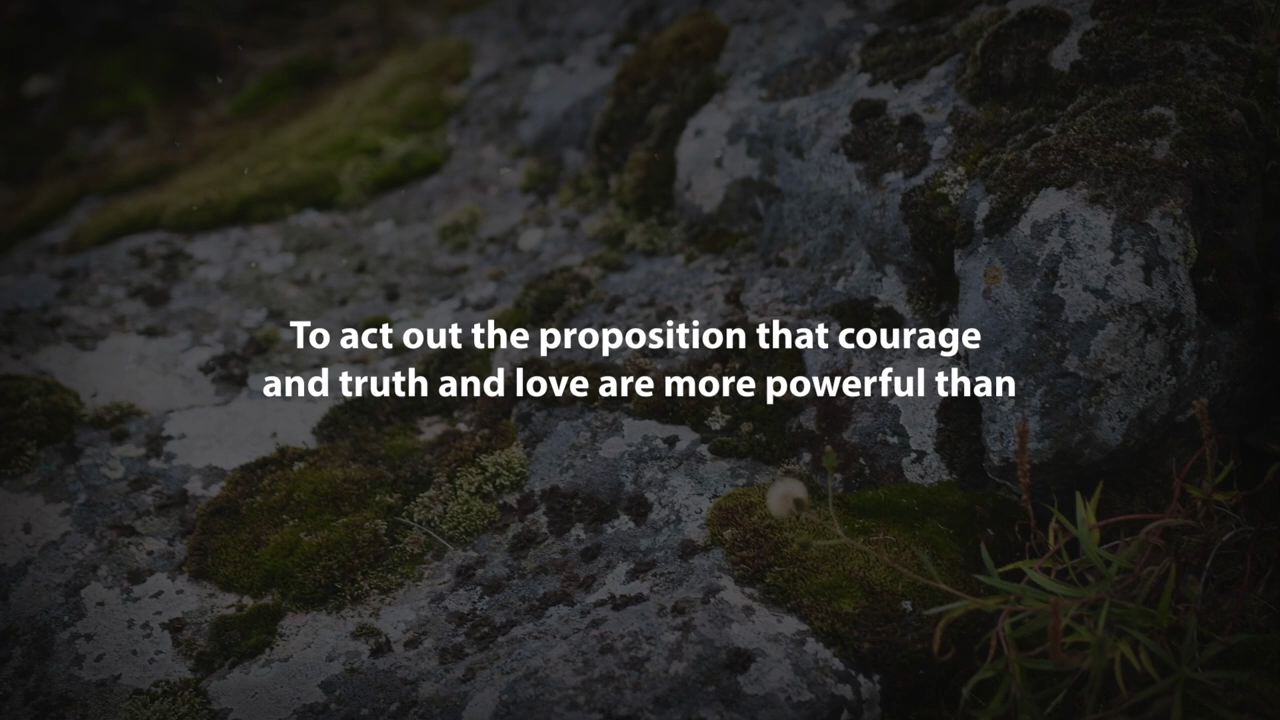 To act out the proposition that courage
and truth and love are more powerful than